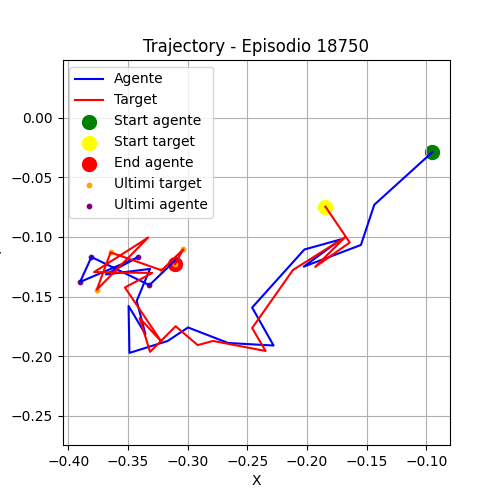 Trajectory - Episodio 18750
Agente
Target
Start agente
Start target
End agente
Ultimi target
Ultimi agente
0.00
−0.05
−0.10
−0.15
−0.20
−0.25
−0.40
−0.35
−0.30
−0.25
−0.20
−0.15
−0.10
X